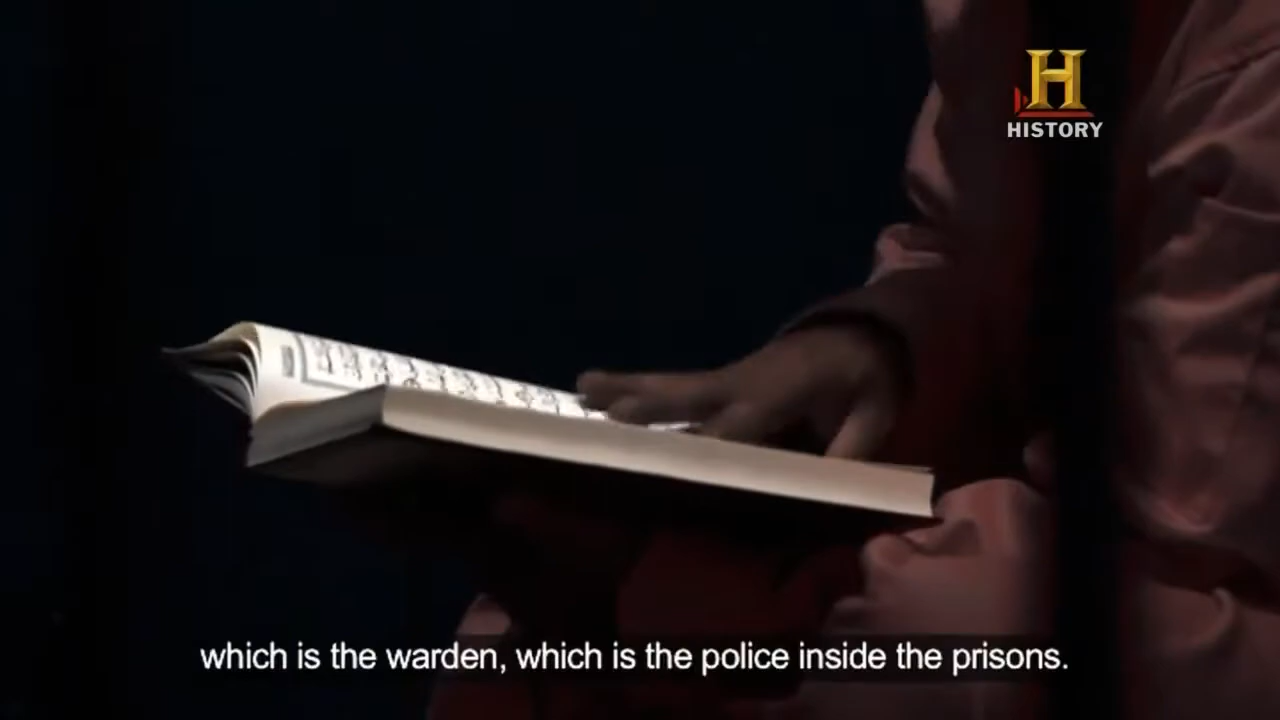 HISTORY
which is the warden, which is the police inside the prisons.